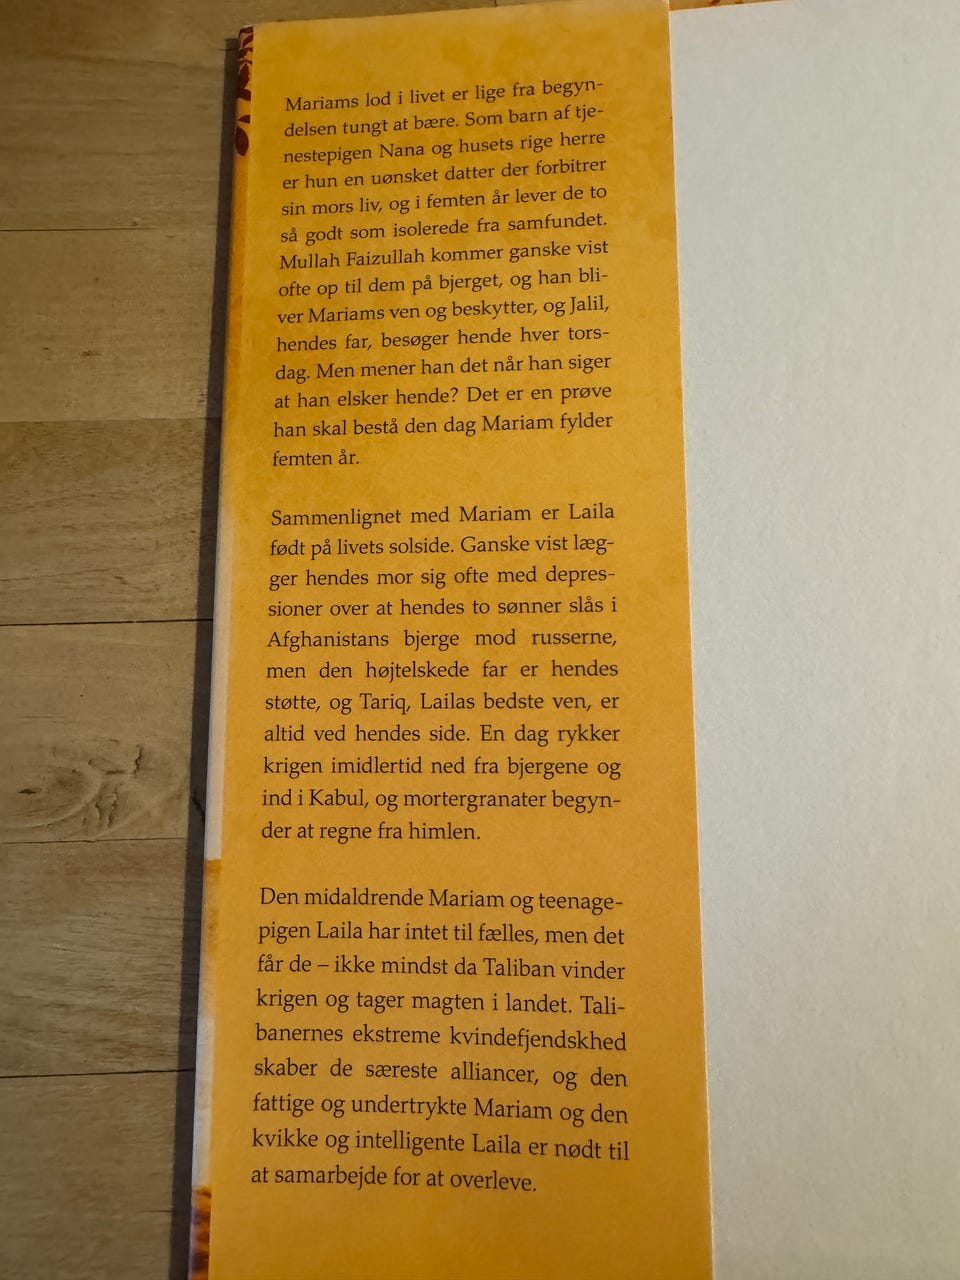 Mariams lod i livet er lige fra begyn-
delsen tungt at bære. Som barn af tje-
nestepigen Nana og husets rige herre
er hun en uønsket datter der forbitrer
sin mors liv, og i femten år lever de to
så godt som isolerede fra samfundet.
Mullah Faizullah kommer ganske vist
ofte op til dem på bjerget, og han bli-
ver Mariams ven og beskytter, og Jalil,
hendes far, besøger hende hver tors-
dag. Men mener han det når han siger
at han elsker hende? Det er en prøve
han skal bestå den dag Mariam fylder
femten år.
Sammenlignet med Mariam er Laila
født på livets solside. Ganske vist læg-
ger hendes mor sig ofte med depres-
sioner over at hendes to sønner slås i
Afghanistans bjerge mod russerne,
men den højtelskede far er hendes
støtte, og Tariq, Lailas bedste ven, er
altid ved hendes side. En dag rykker
krigen imidlertid ned fra bjergene og
ind i Kabul, og mortergranater begyn-
der at regne fra himlen.
Den midaldrende Mariam og teenage-
pigen Laila har intet til fælles, men det
får de – ikke mindst da Taliban vinder
krigen og tager magten i landet. Tali-
banernes ekstreme kvindefjendskhed
skaber de særeste alliancer, og den
fattige og undertrykte Mariam og den
kvikke og intelligente Laila er nødt til
at samarbejde for at overleve.